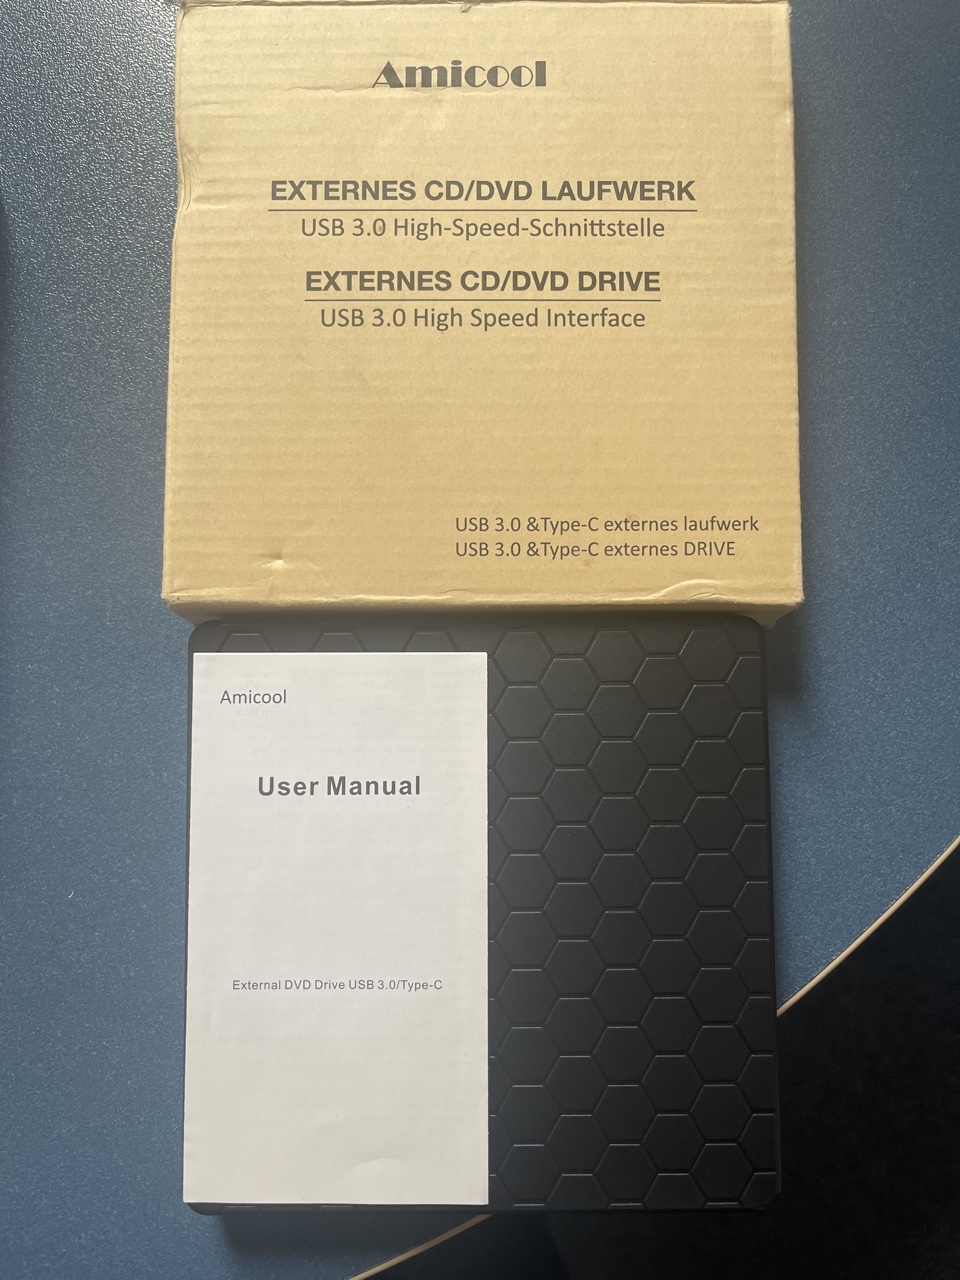 Amicool
EXTERNES CD/DVD LAUFWERK
USB 3.0 High-Speed-Schnittstelle
EXTERNES CD/DVD DRIVE
USB 3.0 High Speed Interface
USB 3.0 &Type-C externes laufwerk
USB 3.0 &Type-C externes DRIVE
Amicool
User Manual
External DVD Drive USB 3.0/Type-C